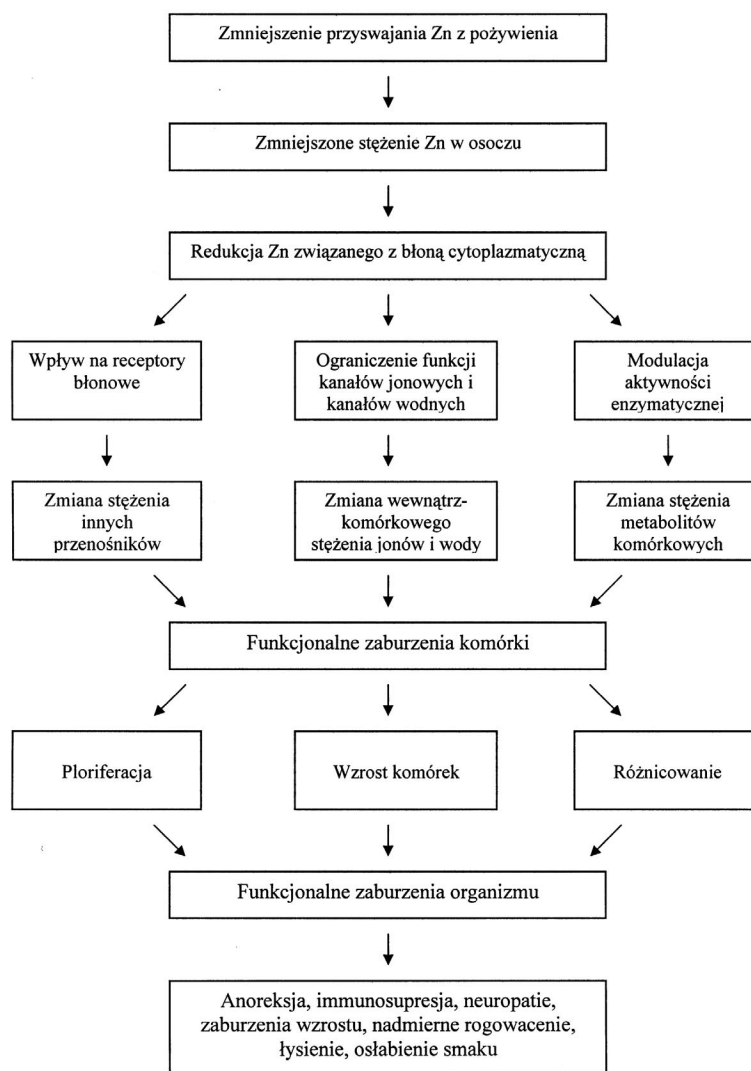 Zmniejszenie przyswajania Zn z pożywienia
Zmniejszone stężenie Zn w osoczu
Redukcja Zn związanego z błoną cytoplazmatyczną
Wpływ na receptory
błonowe
Ograniczenie funkcji
kanałów jonowych i
kanałów wodnych
Modulacja
aktywności
enzymatycznej
Zmiana stężenia
innych
przenośników
Zmiana wewnątrz-
komórkowego
stężenia jonów i wody
Zmiana stężenia
metabolitów
komórkowych
Funkcjonalne zaburzenia komórki
Ploriferacja
Wzrost komórek
Różnicowanie
Funkcjonalne zaburzenia organizmu
Anoreksja, immunosupresja, neuropatie,
zaburzenia wzrostu, nadmierne rogowacenie,
łysienie, osłabienie smaku